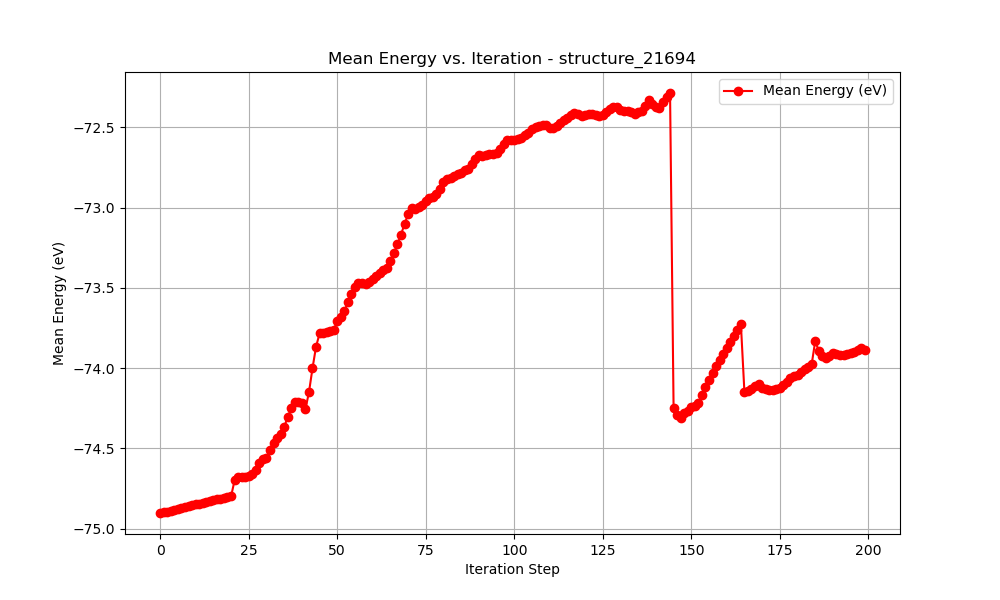 Mean Energy vs. Iteration - structure_21694
Mean Energy (eV)
Mean Energy (eV)
−72.5
−73.0
−73.5
−74.0
−74.5
−75.0
0 25 50 75 100 125 150 175 200
Iteration Step